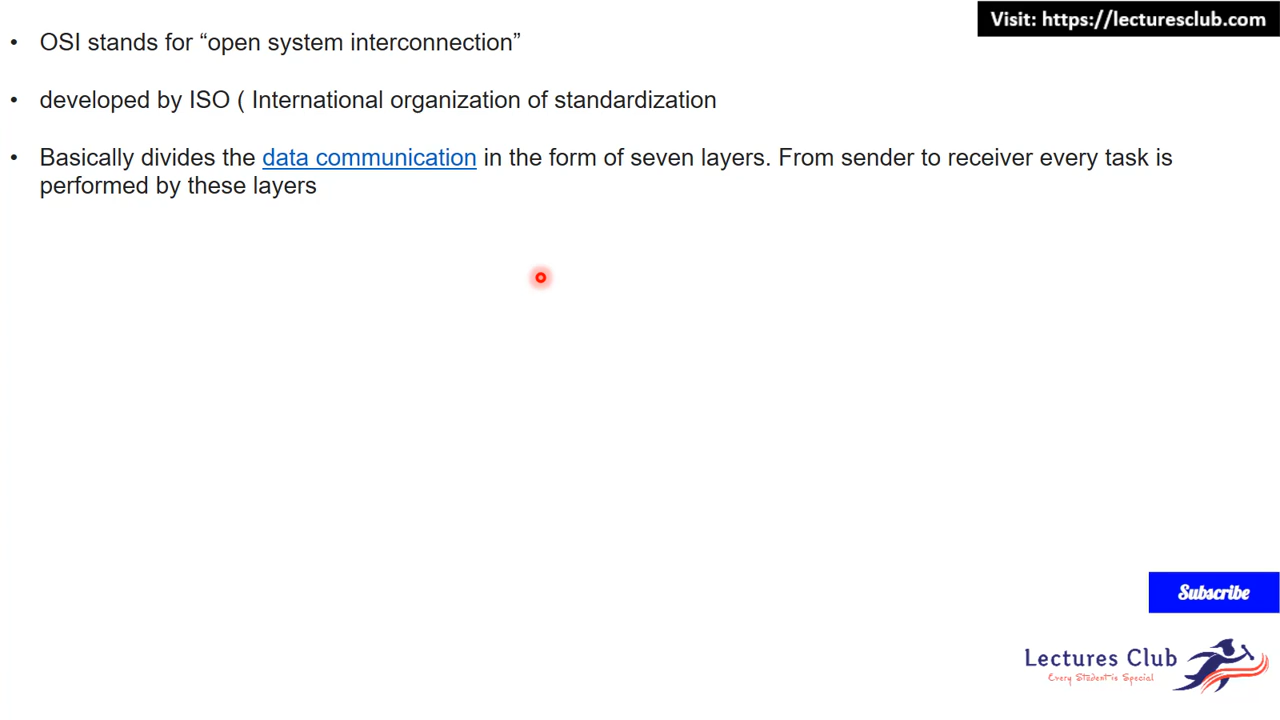 Visit: https://lecturesclub.com
• OSI stands for “open system interconnection”
• developed by ISO ( International organization of standardization
• Basically divides the data communication in the form of seven layers. From sender to receiver every task is
performed by these layers
Subscribe
Lectures Club
Every Student is Special